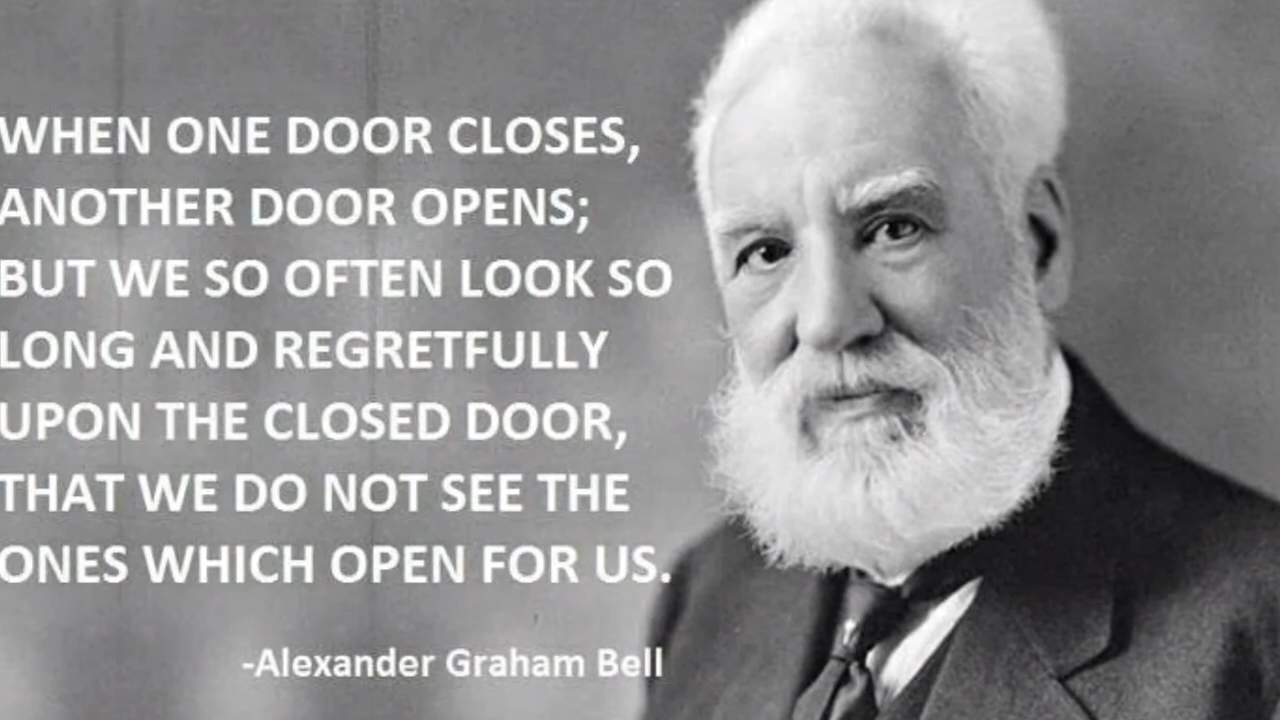 WHEN ONE DOOR CLOSES,
ANOTHER DOOR OPENS;
BUT WE SO OFTEN LOOK SO
LONG AND REGRETFULLY
UPON THE CLOSED DOOR,
THAT WE DO NOT SEE THE
ONES WHICH OPEN FOR US.
-Alexander Graham Bell